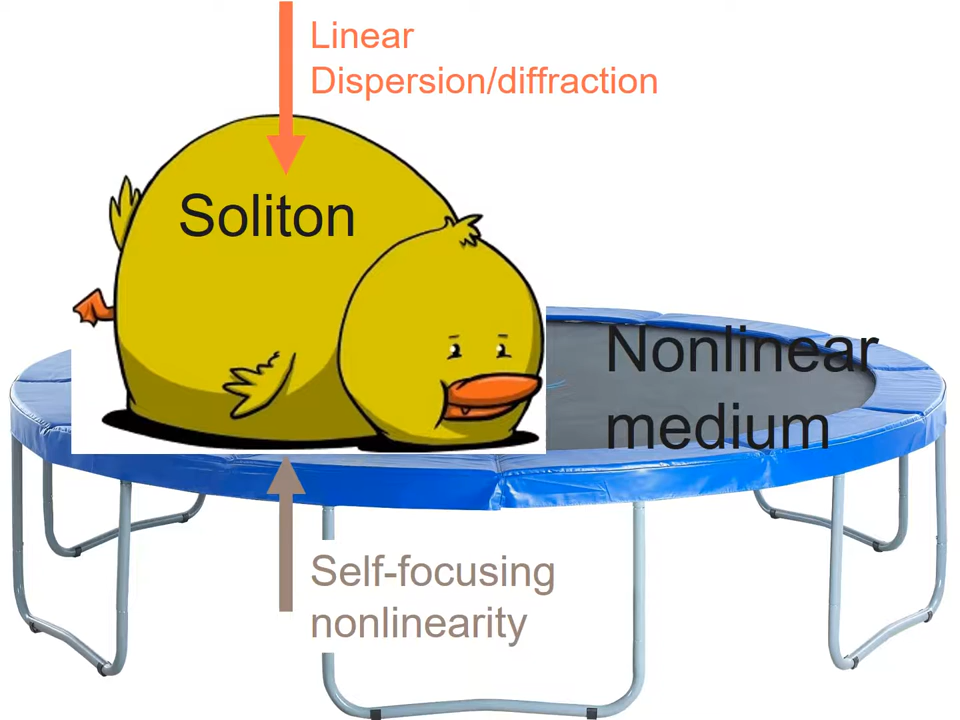 Linear
Dispersion/diffraction
Soliton
Nonlinear
medium
Self-focusing
nonlinearity